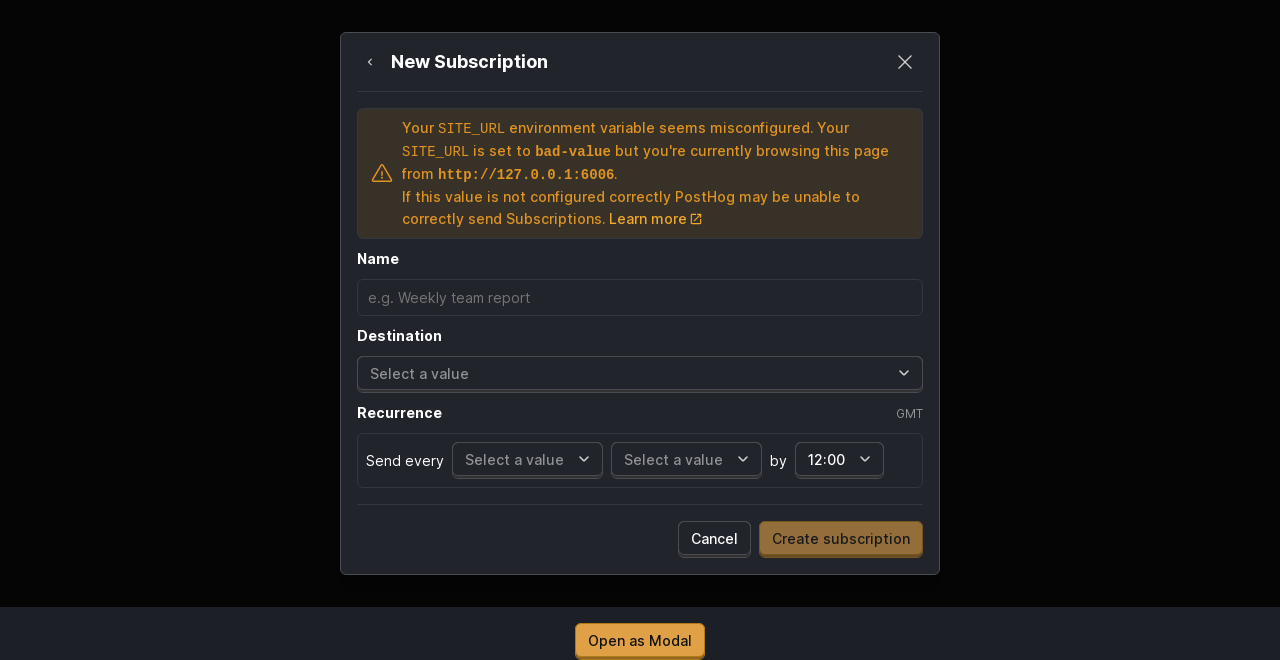 New Subscription
Your SITE_URL environment variable seems misconfigured. Your
SITE_URL is set to bad-value but you're currently browsing this page
from http://127.0.0.1:6006.
If this value is not configured correctly PostHog may be unable to
correctly send Subscriptions. Learn more
Name
e.g. Weekly team report
Destination
Select a value
Recurrence GMT
Send every Select a value Select a value by 12:00
Cancel Create subscription
Open as Modal